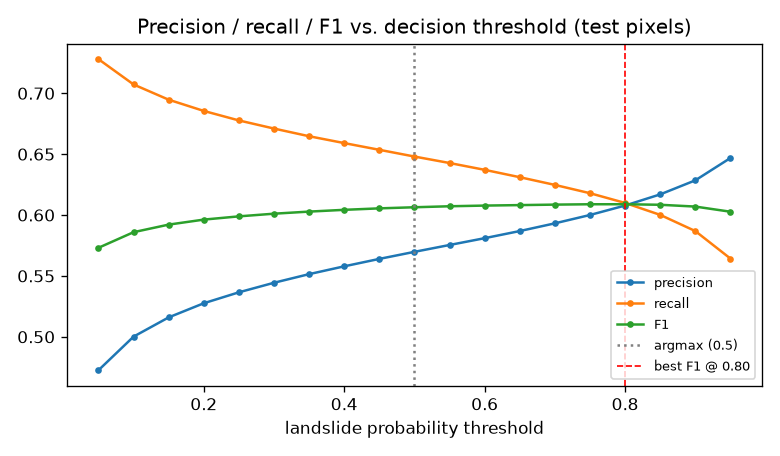 Precision / recall / F1 vs. decision threshold (test pixels)
0.70
0.65
0.60
0.55
0.50
precision
recall
F1
argmax (0.5)
best F1 @ 0.80
0.2 0.4 0.6 0.8
landslide probability threshold